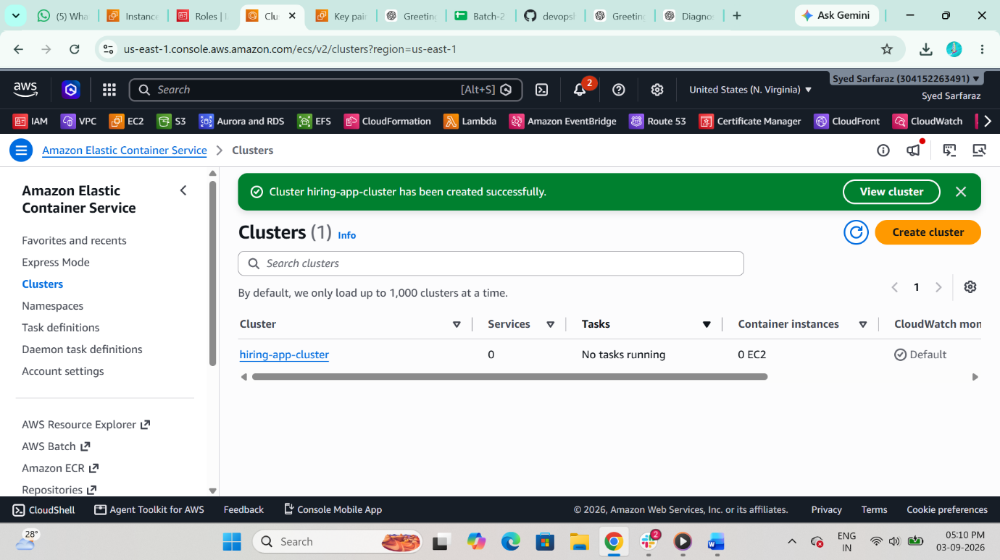 (5) Wha
Instance
Roles | I
Clus
Key pair
Greeting
Batch-2
devopsh
Greeting
Diagnos
Ask Gemini
us-east-1.console.aws.amazon.com/ecs/v2/clusters?region=us-east-1
aws
Search
[Alt+S]
2
United States (N. Virginia) ▼
Syed Sarfaraz (304152263491) ▼
Syed Sarfaraz
IAM
VPC
EC2
S3
Aurora and RDS
EFS
CloudFormation
Lambda
Amazon EventBridge
Route 53
Certificate Manager
CloudFront
CloudWatch
Amazon Elastic Container Service > Clusters
Amazon Elastic
Container Service
Favorites and recents
Express Mode
Clusters
Namespaces
Task definitions
Daemon task definitions
Account settings
AWS Resource Explorer
AWS Batch
Amazon ECR
Repositories
Cluster hiring-app-cluster has been created successfully.
View cluster
Clusters (1) Info
Create cluster
Search clusters
By default, we only load up to 1,000 clusters at a time.
1
Cluster
Services
Tasks
Container instances
CloudWatch mon
hiring-app-cluster
0
No tasks running
0 EC2
Default
CloudShell
Agent Toolkit for AWS
Feedback
Console Mobile App
© 2026, Amazon Web Services, Inc. or its affiliates.
Privacy
Terms
Cookie preferences
28°
Search
2
ENG
IN
05:10 PM
03-09-2026